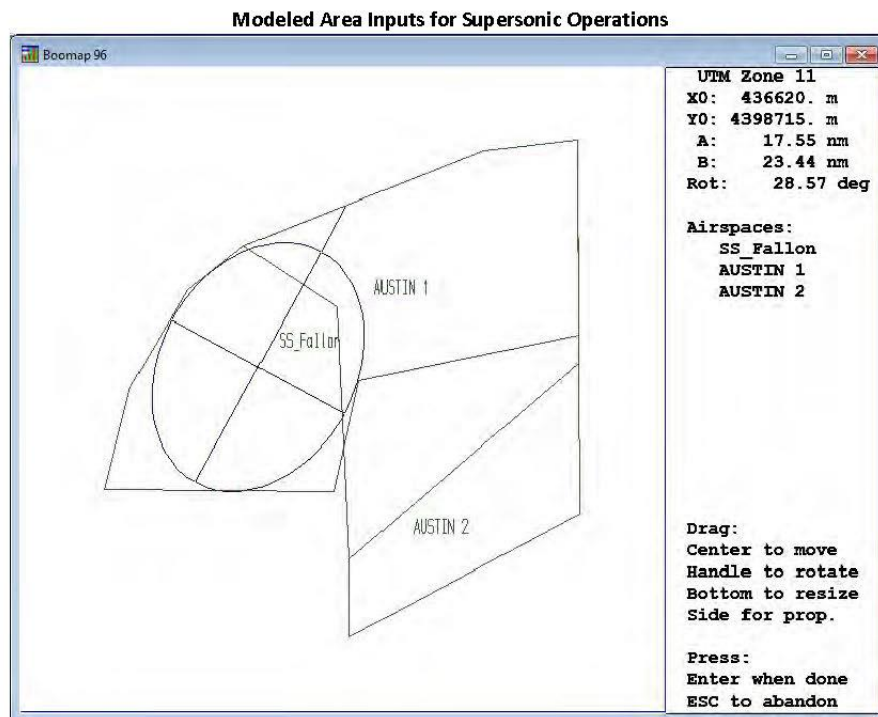 Modeled Area Inputs for Supersonic Operations
Boomap 96
UTM Zone 11
X0: 436620. m
Y0: 4398715. m
A: 17.55 nm
B: 23.44 nm
Rot: 28.57 deg
Airspaces:
SS_Fallon
AUSTIN 1
AUSTIN 2
AUSTIN 1
SS_Fallon
AUSTIN 2
Drag:
Center to move
Handle to rotate
Bottom to resize
Side for prop.
Press:
Enter when done
ESC to abandon